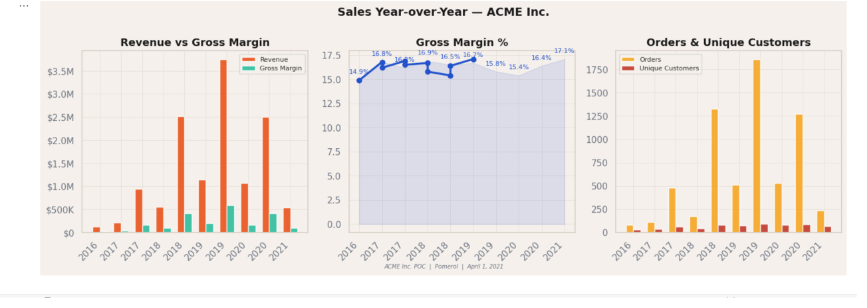 ...
Sales Year-over-Year — ACME Inc.
Revenue vs Gross Margin
Revenue
Gross Margin
$3.5M
$3.0M
$2.5M
$2.0M
$1.5M
$1.0M
$500K
$0
2016 2017 2017 2018 2018 2019 2019 2020 2020 2021
Gross Margin %
17.5
15.0
12.5
10.0
7.5
5.0
2.5
0.0
14.9% 16.8% 16.9% 16.5% 16.7% 15.8% 15.4% 16.4% 17.1%
2016 2017 2017 2018 2018 2019 2019 2020 2020 2021
Orders & Unique Customers
Orders
Unique Customers
1750
1500
1250
1000
750
500
250
0
2016 2017 2017 2018 2018 2019 2019 2020 2020 2021
ACME Inc. POC | Pomerol | April 1, 2021